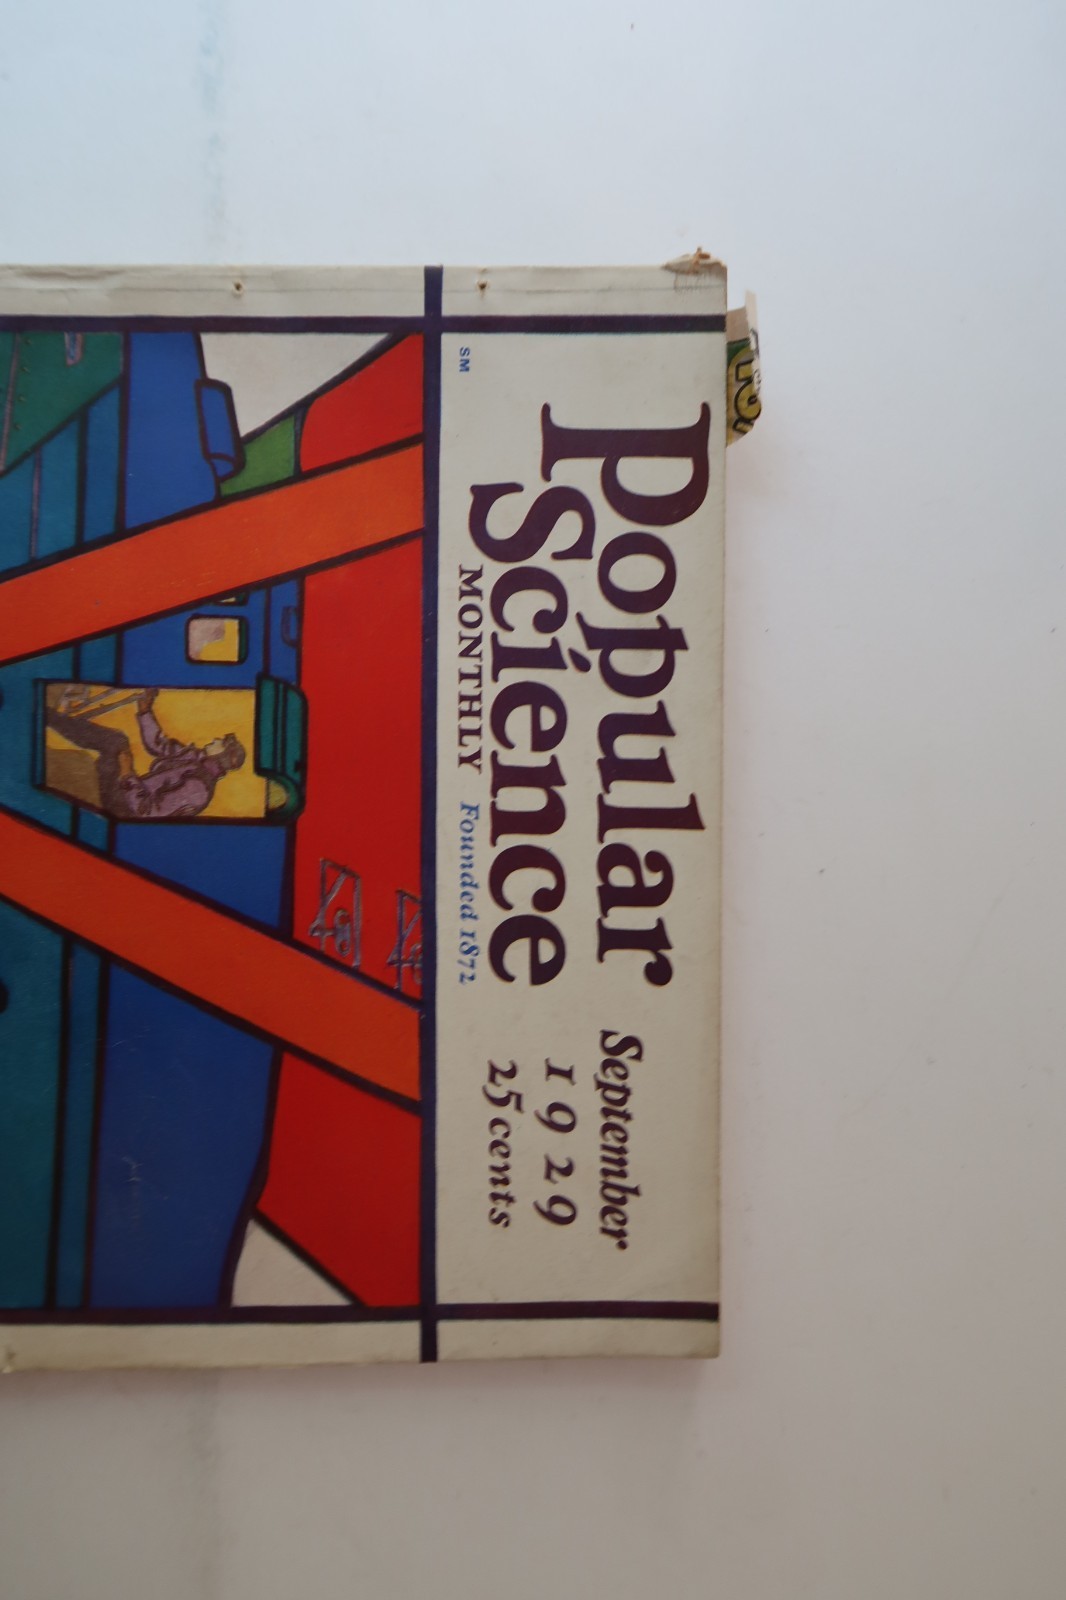 SM
Popular
Science
MONTHLY Founded 1872
September
1929
25 cents